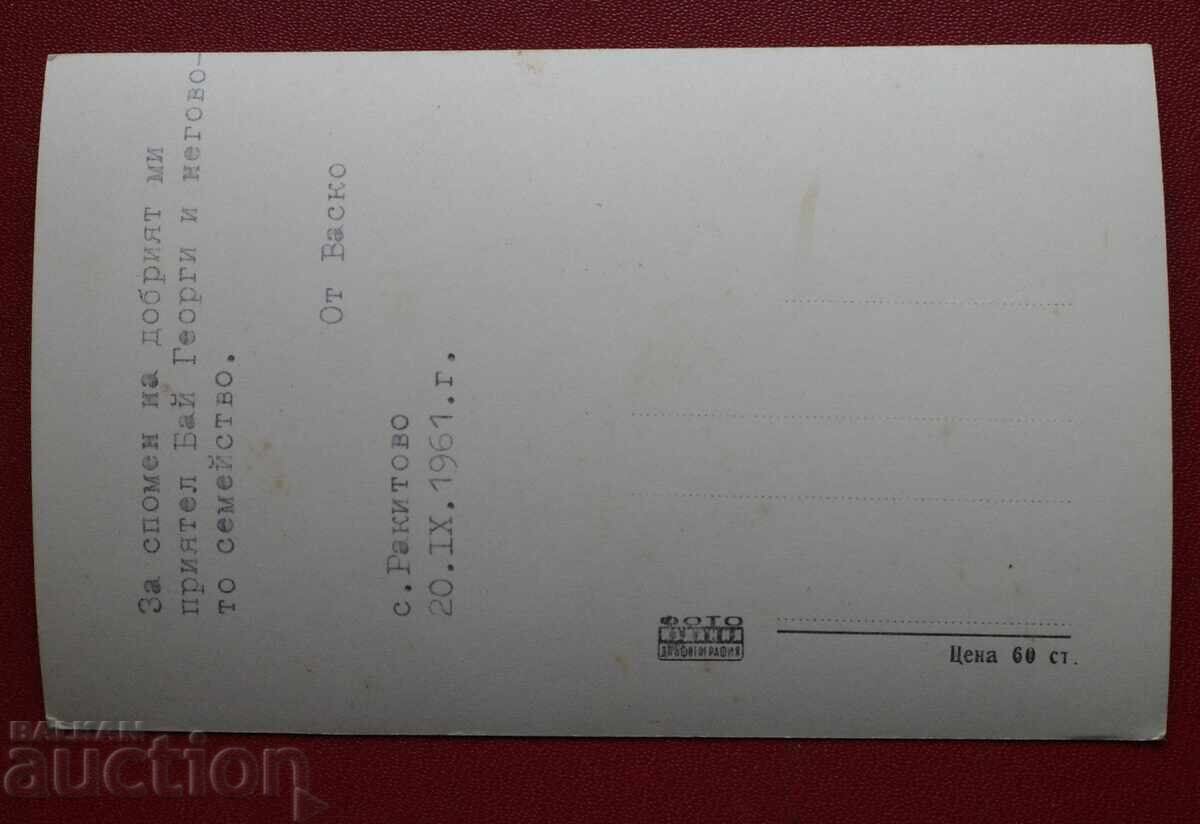 За спомен на добрият ми
приятел Бай Георги и негово-
то семейство.
От Васко
с.Ракитово
20.IX.1961.г.
ФОТО
Цена 60 ст.
BALKAN
auction